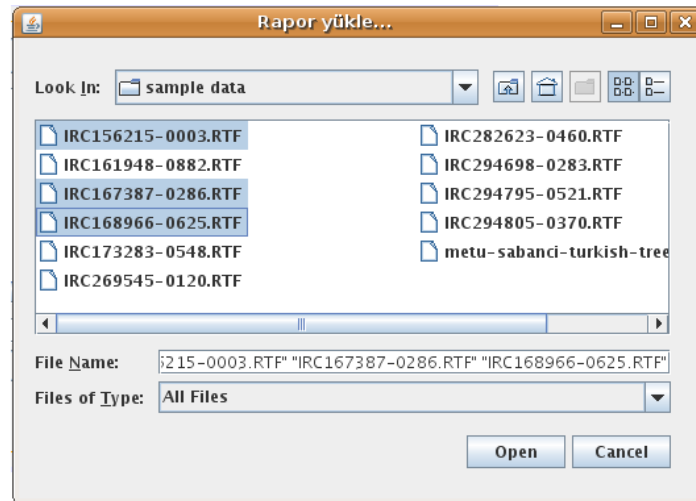 Rapor yükle...
Look In: sample data
IRC156215-0003.RTF
IRC161948-0882.RTF
IRC167387-0286.RTF
IRC168966-0625.RTF
IRC173283-0548.RTF
IRC269545-0120.RTF
IRC282623-0460.RTF
IRC294698-0283.RTF
IRC294795-0521.RTF
IRC294805-0370.RTF
metu-sabanci-turkish-tree
File Name: 5215-0003.RTF" "IRC167387-0286.RTF" "IRC168966-0625.RTF"
Files of Type: All Files
Open Cancel